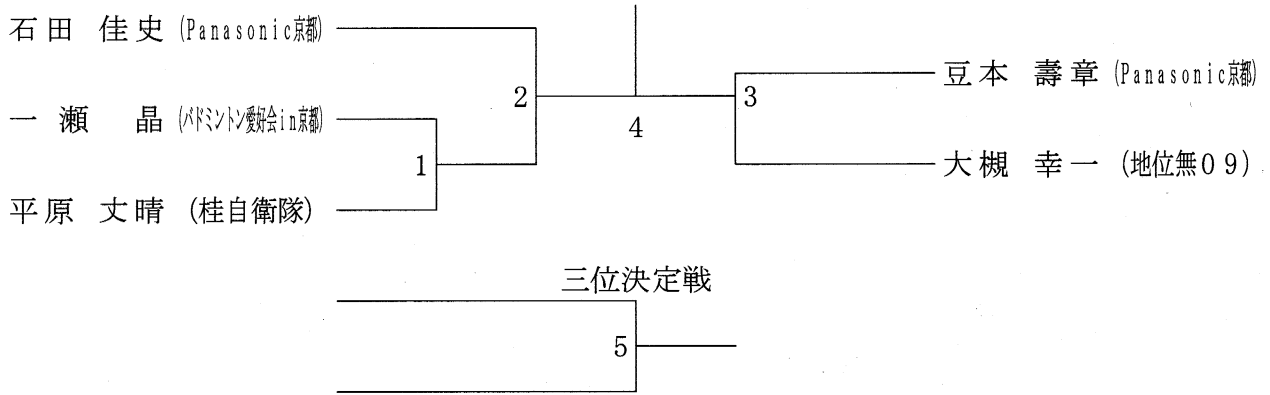 石田 佳史 (Panasonic京都)
2
3
豆本 壽章 (Panasonic京都)
一瀬 晶 (バドミントン愛好会in京都)
4
1
大槻 幸一 (地位無09)
平原 丈晴 (桂自衛隊)
三位決定戦
5